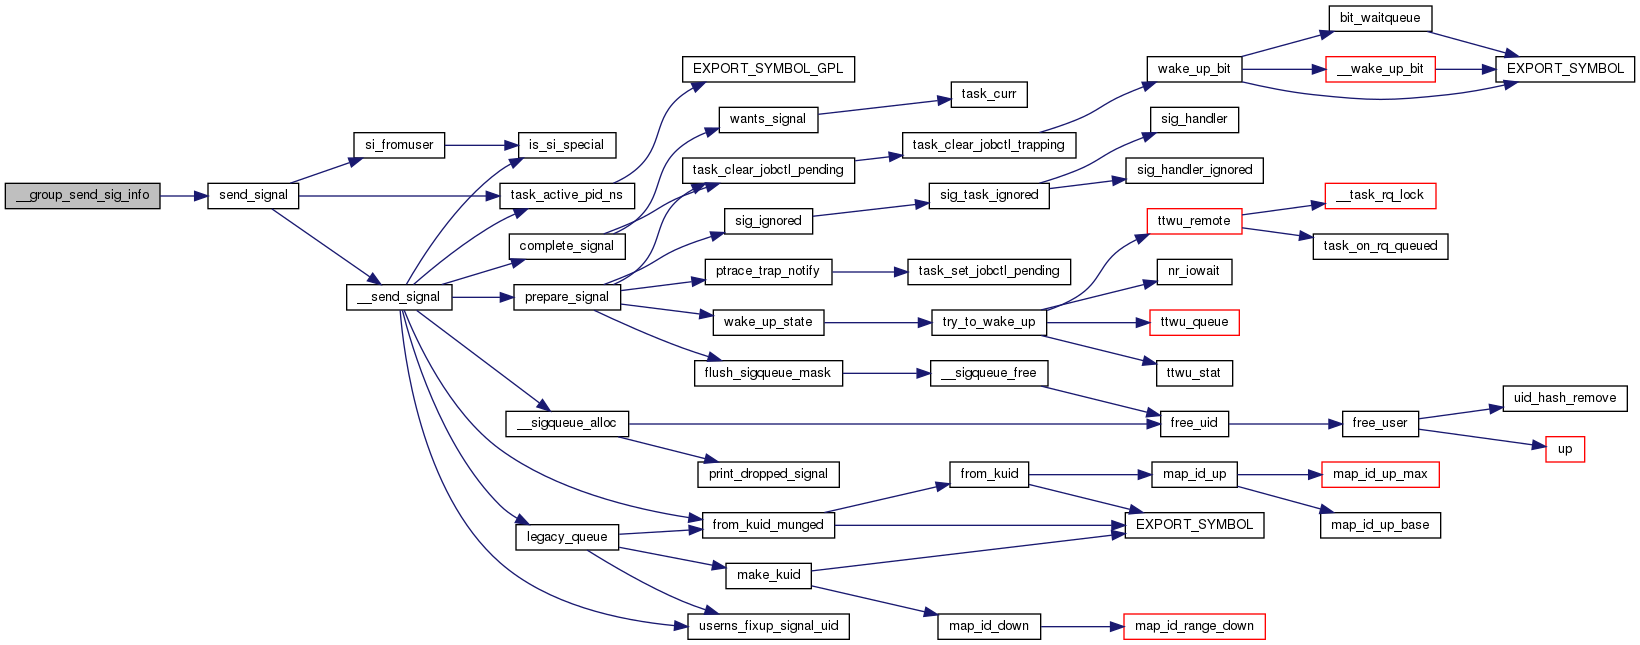 __group_send_sig_info
send_signal
si_fromuser
__send_signal
is_si_special
task_active_pid_ns
complete_signal
prepare_signal
__sigqueue_alloc
legacy_queue
EXPORT_SYMBOL_GPL
wants_signal
task_clear_jobctl_pending
sig_ignored
ptrace_trap_notify
wake_up_state
flush_sigqueue_mask
print_dropped_signal
from_kuid_munged
make_kuid
userns_fixup_signal_uid
task_curr
task_clear_jobctl_trapping
sig_task_ignored
task_set_jobctl_pending
try_to_wake_up
__sigqueue_free
from_kuid
map_id_down
wake_up_bit
sig_handler
sig_handler_ignored
ttwu_remote
nr_iowait
ttwu_queue
ttwu_stat
free_uid
map_id_up
EXPORT_SYMBOL
map_id_range_down
bit_waitqueue
__wake_up_bit
__task_rq_lock
task_on_rq_queued
free_user
map_id_up_max
map_id_up_base
EXPORT_SYMBOL
uid_hash_remove
up